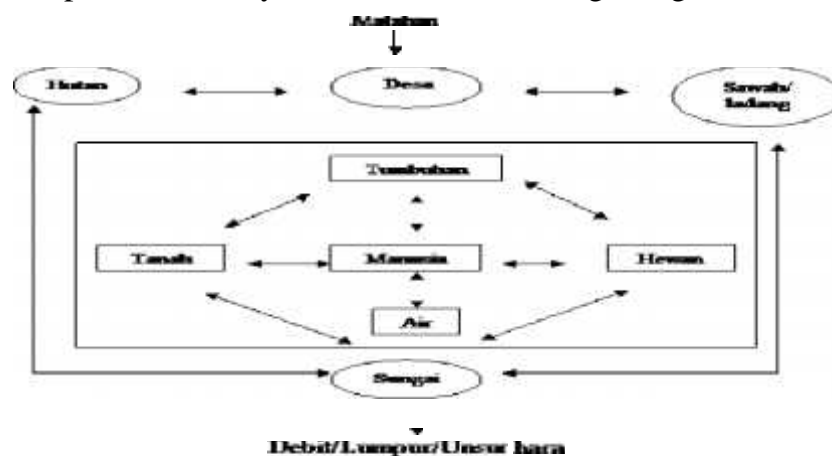 Hutan
Desa
Sawah/
ladang
Tumbuhan
Tanah
Manusia
Hewan
Air
Sungai
Debit/Lumpur/Unsur hara